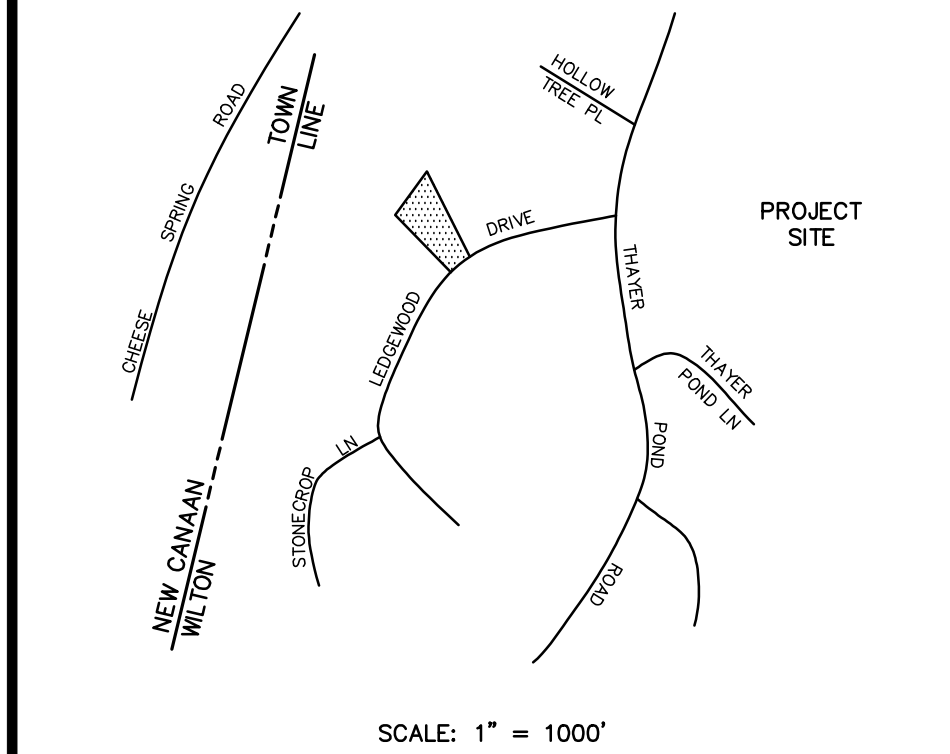 HOLLOW
TREE PL
TOWN
LINE
CHEESE SPRING ROAD
PROJECT
SITE
LEDGEWOOD DRIVE
THAYER POND ROAD
THAYER
POND LN
STONECROP LN
NEW CANAAN
WILTON
SCALE: 1" = 1000'